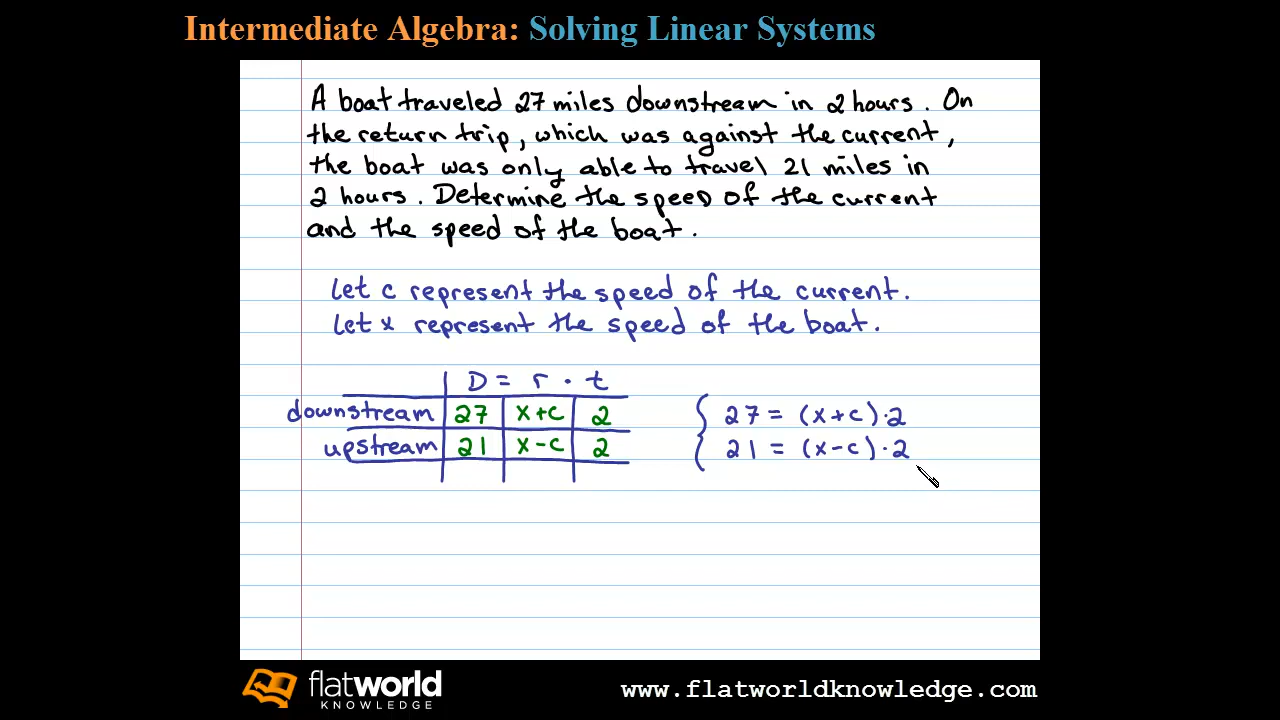 Intermediate Algebra: Solving Linear Systems
A boat traveled 27 miles downstream in 2 hours. On
the return trip, which was against the current,
the boat was only able to travel 21 miles in
2 hours. Determine the speed of the current
and the speed of the boat.
Let c represent the speed of the current.
Let x represent the speed of the boat.
D = r · t
downstream 27 x+c 2
27 = (x+c)·2
upstream 21 x-c 2
21 = (x-c)·2
flatworld
KNOWLEDGE
www.flatworldknowledge.com